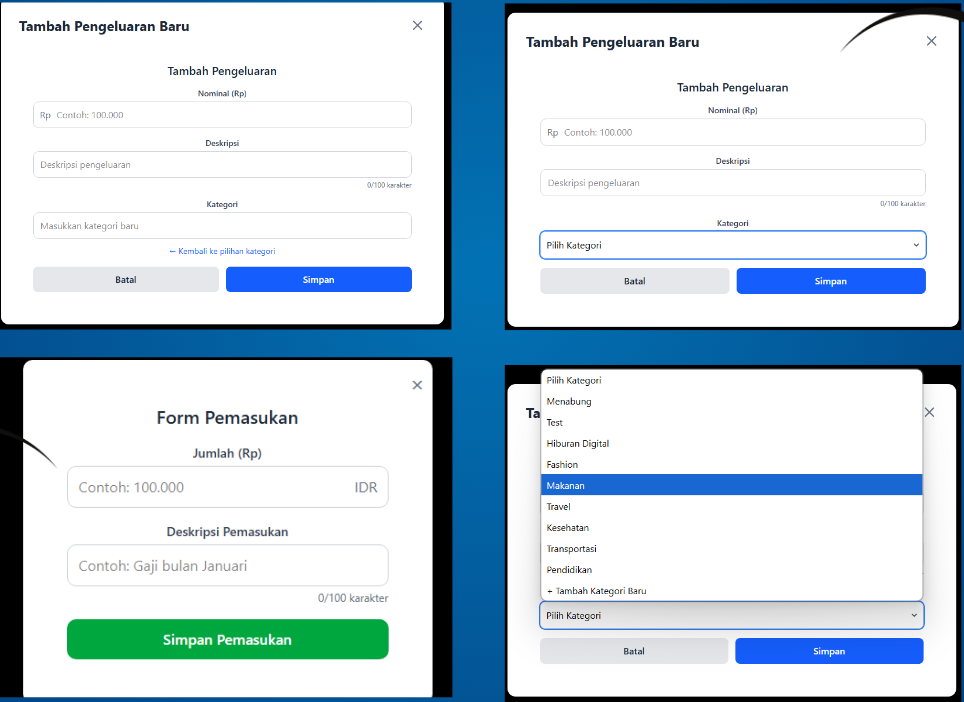 Tambah Pengeluaran Baru
Tambah Pengeluaran
Nominal (Rp)
Rp Contoh: 100.000
Deskripsi
Deskripsi pengeluaran
0/100 karakter
Kategori
Masukkan kategori baru
← Kembali ke pilihan kategori
Batal
Simpan
Tambah Pengeluaran Baru
Tambah Pengeluaran
Nominal (Rp)
Rp Contoh: 100.000
Deskripsi
Deskripsi pengeluaran
0/100 karakter
Kategori
Pilih Kategori
Batal
Simpan
Form Pemasukan
Jumlah (Rp)
Contoh: 100.000 IDR
Deskripsi Pemasukan
Contoh: Gaji bulan Januari
0/100 karakter
Simpan Pemasukan
Ta
Pilih Kategori
Menabung
Test
Hiburan Digital
Fashion
Makanan
Travel
Kesehatan
Transportasi
Pendidikan
+ Tambah Kategori Baru
Pilih Kategori
Batal
Simpan